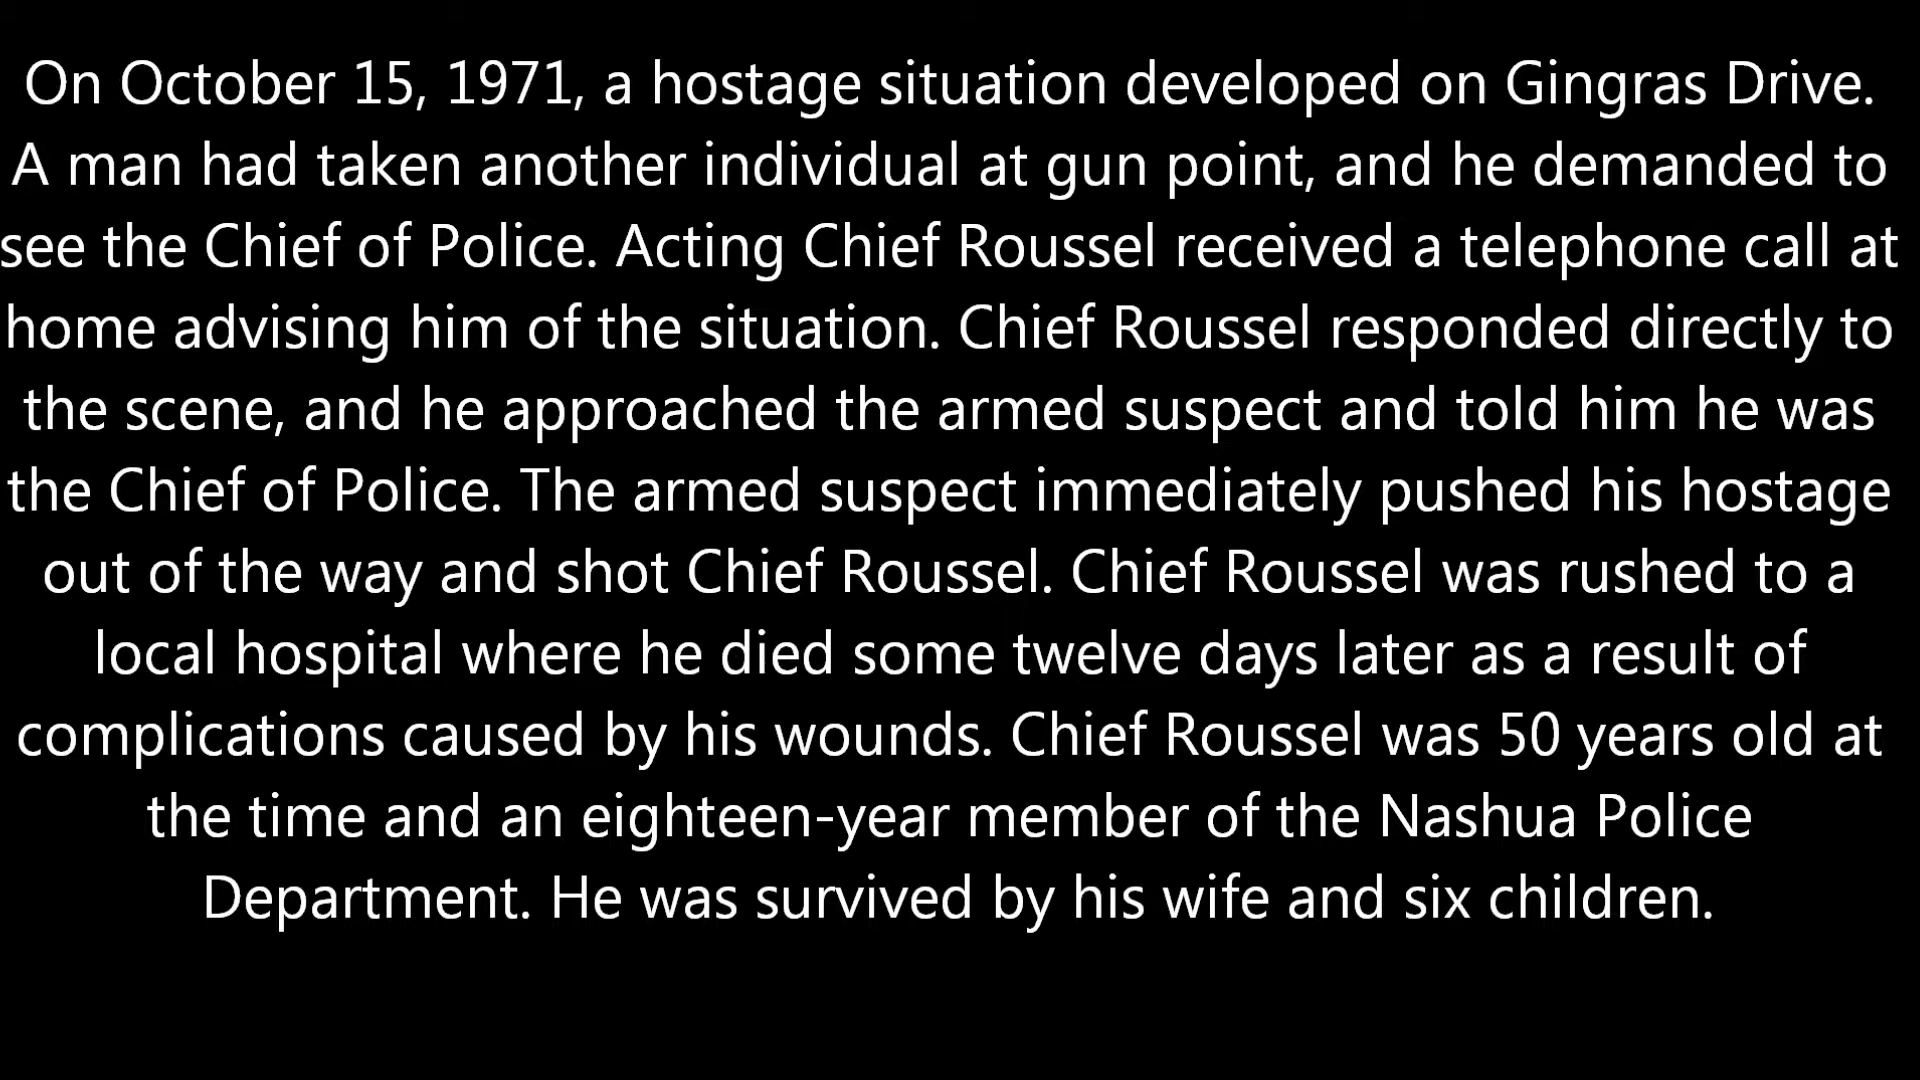 On October 15, 1971, a hostage situation developed on Gingras Drive.
A man had taken another individual at gun point, and he demanded to
see the Chief of Police. Acting Chief Roussel received a telephone call at
home advising him of the situation. Chief Roussel responded directly to
the scene, and he approached the armed suspect and told him he was
the Chief of Police. The armed suspect immediately pushed his hostage
out of the way and shot Chief Roussel. Chief Roussel was rushed to a
local hospital where he died some twelve days later as a result of
complications caused by his wounds. Chief Roussel was 50 years old at
the time and an eighteen-year member of the Nashua Police
Department. He was survived by his wife and six children.